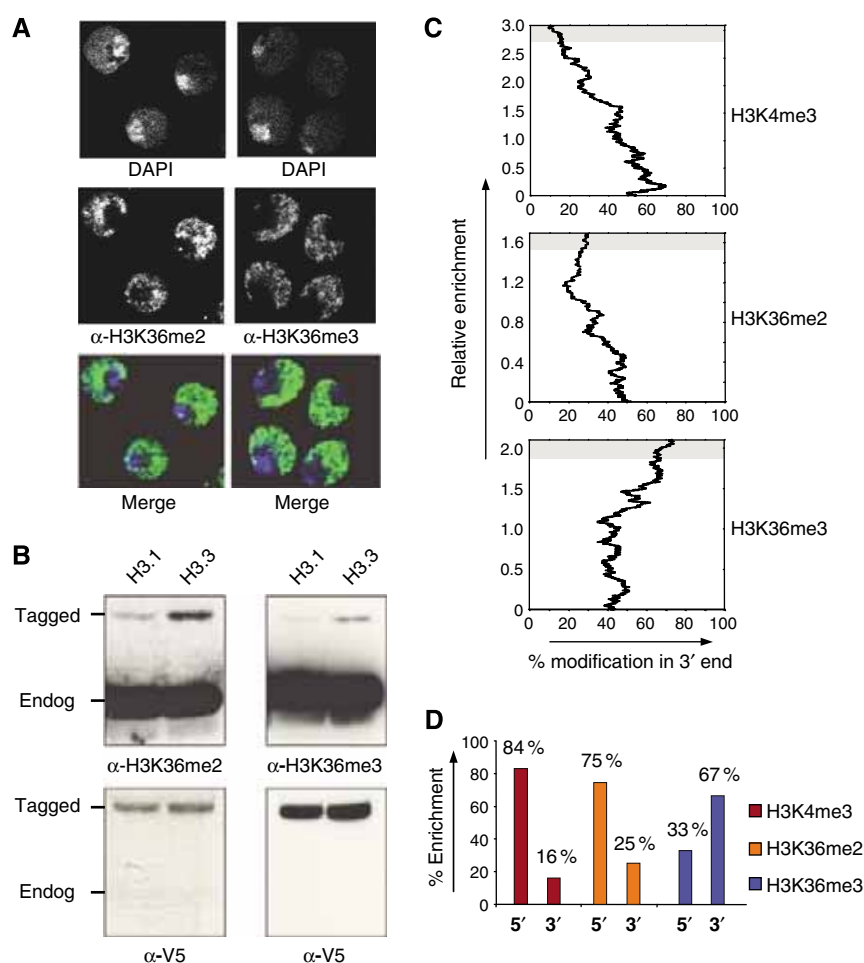 A
DAPI
DAPI
α-H3K36me2
α-H3K36me3
Merge
Merge
B
H3.1
H3.3
H3.1
H3.3
Tagged
Endog
α-H3K36me2
α-H3K36me3
Tagged
Endog
α-V5
α-V5
C
Relative enrichment
3.0
2.5
2.0
1.5
1.0
0.5
0
0 20 40 60 80 100
H3K4me3
1.6
1.2
0.8
0.4
0
0 20 40 60 80 100
H3K36me2
2.0
1.5
1.0
0.5
0
0 20 40 60 80 100
H3K36me3
% modification in 3′ end
D
% Enrichment
100
80
60
40
20
0
84 %
16 %
75 %
25 %
33 %
67 %
5′ 3′ 5′ 3′ 5′ 3′
H3K4me3
H3K36me2
H3K36me3